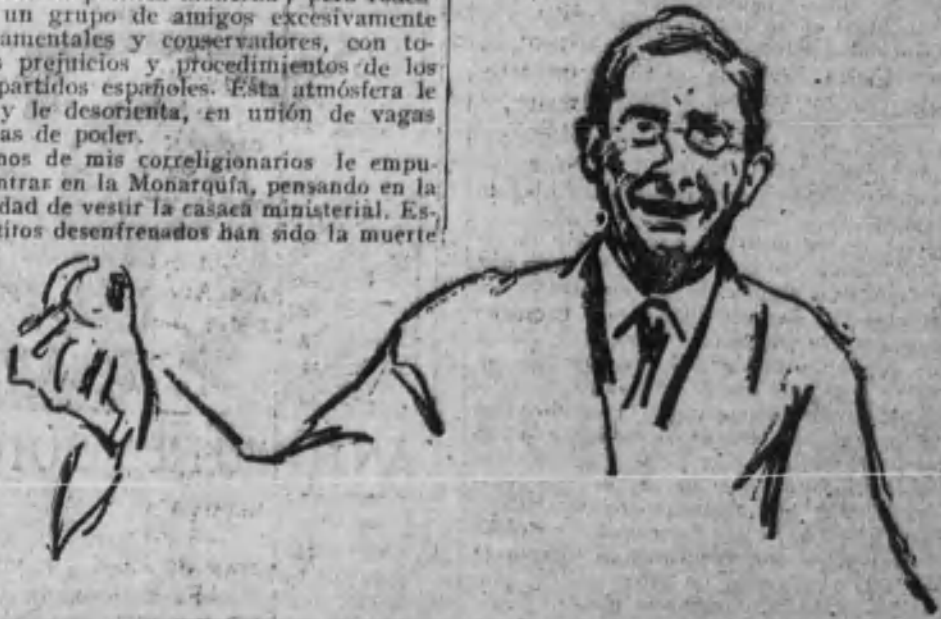 un grupo de amigos excesivamente
amentales y conservadores, con to-
s prejuicios y procedimientos de los
partidos españoles. Esta atmósfera le
y le desorienta, en unión de vagas
as de poder.
nos de mis correligionarios le empu-
ntrar en la Monarquía, pensando en la
dad de vestir la casaca ministerial. Es-
titos desenfrenados han sido la muerte